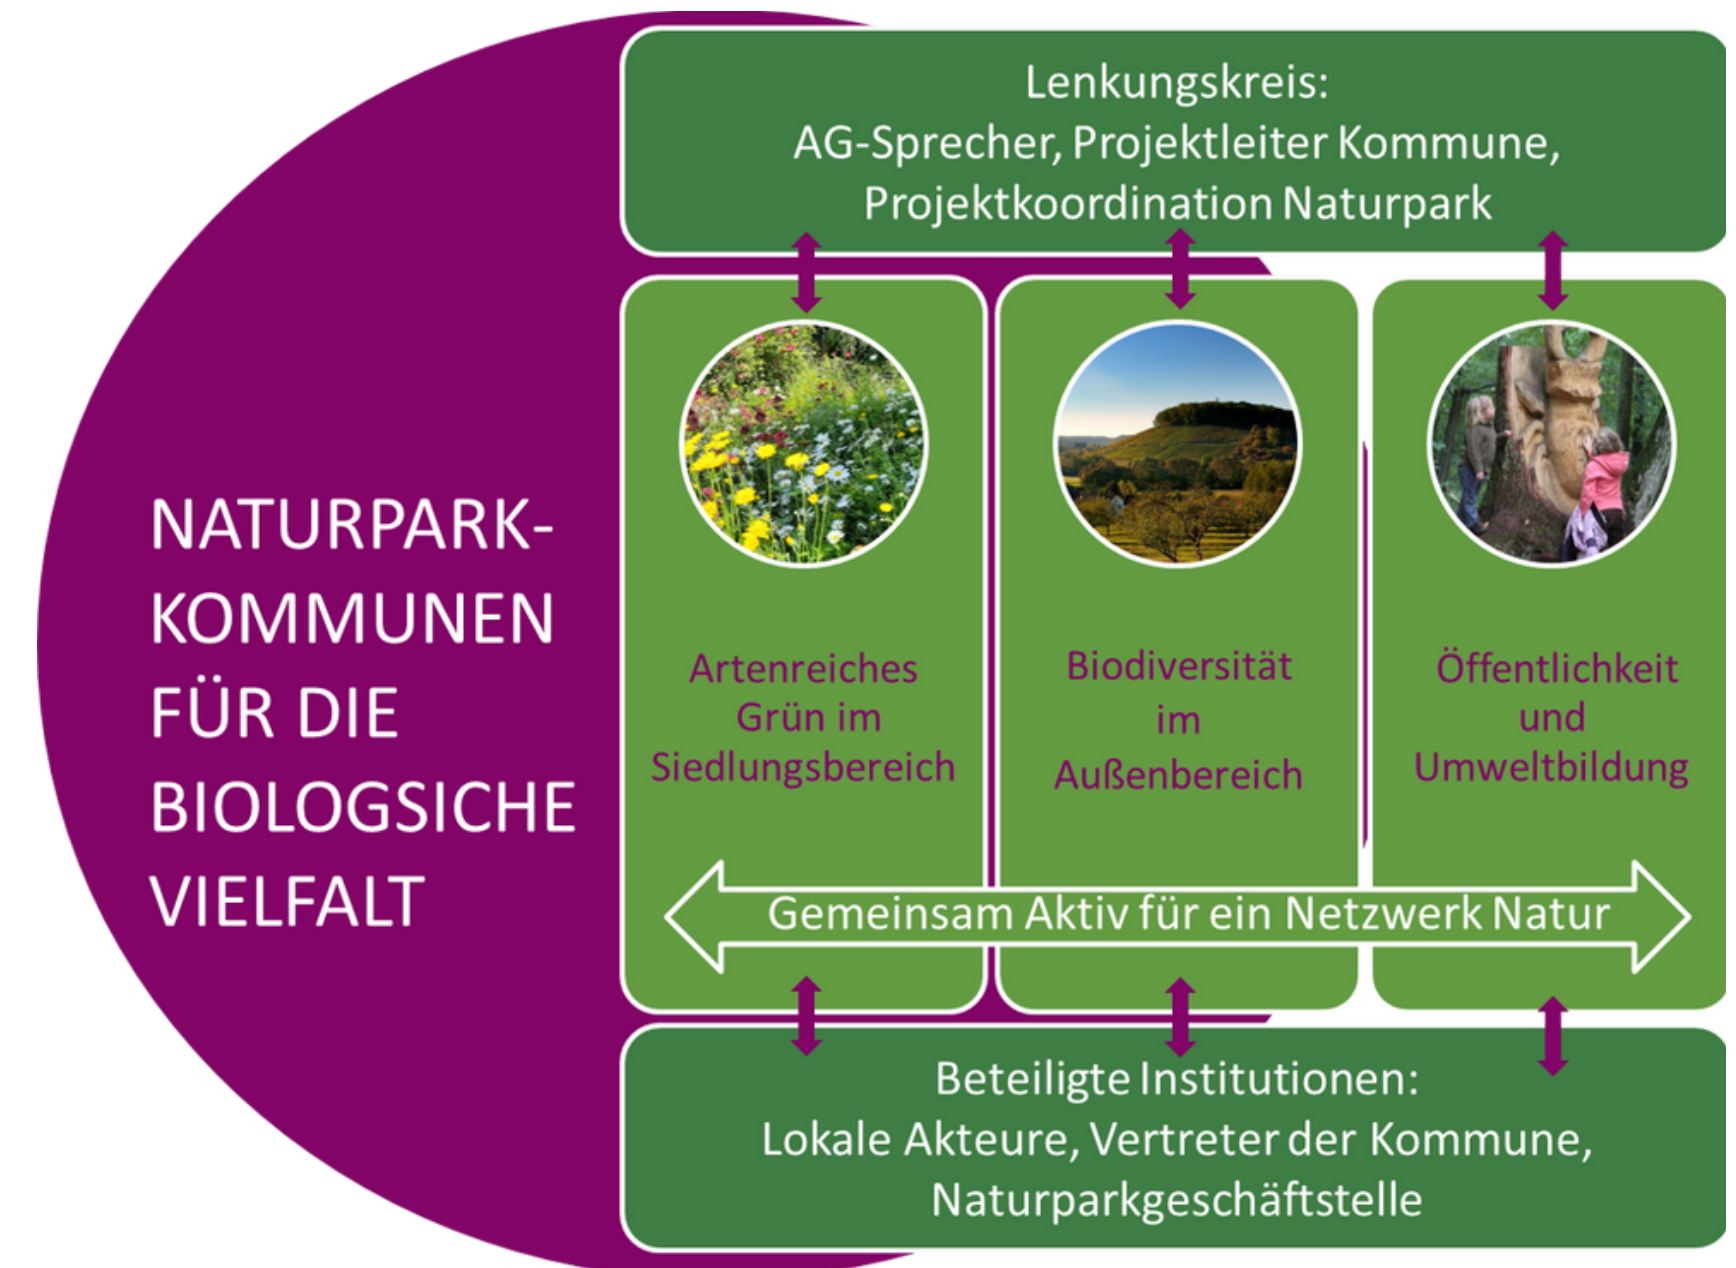 NATURPARK-
KOMMUNEN
FÜR DIE
BIOLOGSICHE
VIELFALT
Lenkungskreis:
AG-Sprecher, Projektleiter Kommune,
Projektkoordination Naturpark
Artenreiches
Grün im
Siedlungsbereich
Biodiversität
im
Außenbereich
Öffentlichkeit
und
Umweltbildung
Gemeinsam Aktiv für ein Netzwerk Natur
Beteiligte Institutionen:
Lokale Akteure, Vertreter der Kommune,
Naturparkgeschäftstelle